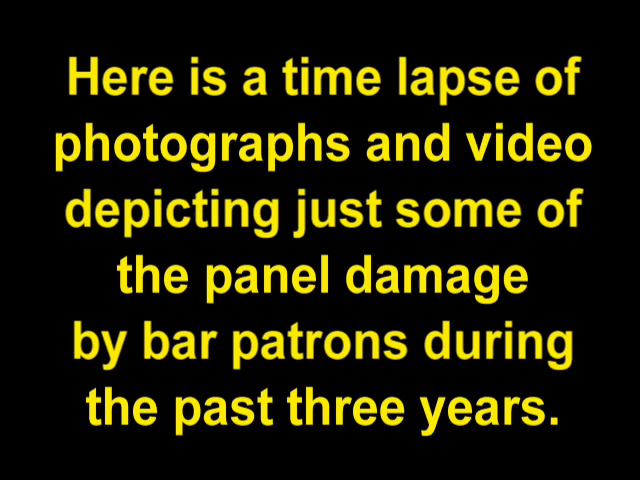 Here is a time lapse of
photographs and video
depicting just some of
the panel damage
by bar patrons during
the past three years.